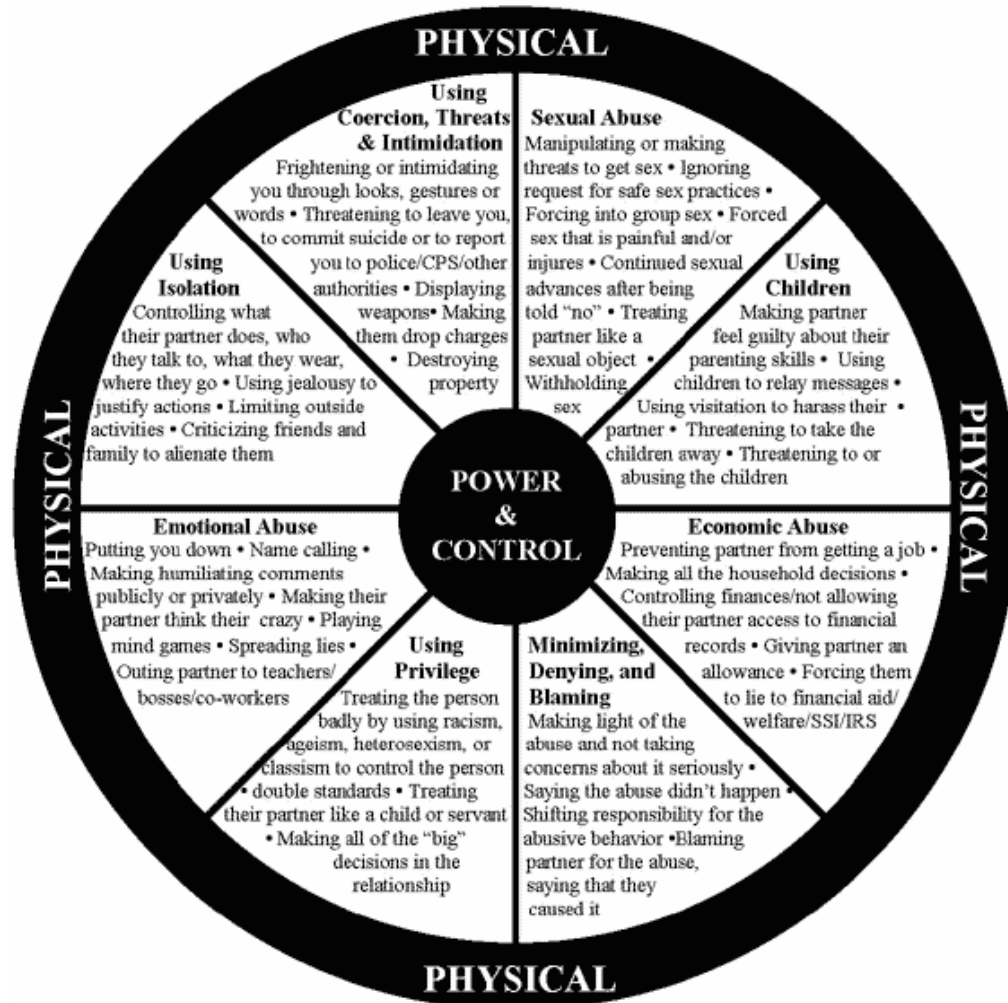 PHYSICAL
Using
Coercion, Threats
& Intimidation
Frightening or intimidating
you through looks, gestures or
words • Threatening to leave you,
to commit suicide or to report
you to police/CPS/other
authorities • Displaying
weapons• Making
them drop charges
• Destroying
property
Sexual Abuse
Manipulating or making
threats to get sex • Ignoring
request for safe sex practices •
Forcing into group sex • Forced
sex that is painful and/or
injures • Continued sexual
advances after being
told “no” • Treating
partner like a
sexual object •
Withholding
sex
Using
Children
Making partner
feel guilty about their
parenting skills • Using
children to relay messages •
Using visitation to harass their •
partner • Threatening to take the
children away • Threatening to or
abusing the children
PHYSICAL
Economic Abuse
Preventing partner from getting a job •
Making all the household decisions •
Controlling finances/not allowing
their partner access to financial
records • Giving partner an
allowance • Forcing them
to lie to financial aid/
welfare/SSI/IRS
Minimizing,
Denying, and
Blaming
Making light of the
abuse and not taking
concerns about it seriously •
Saying the abuse didn’t happen •
Shifting responsibility for the
abusive behavior •Blaming
partner for the abuse,
saying that they
caused it
PHYSICAL
Using
Privilege
Treating the person
badly by using racism,
ageism, heterosexism, or
classism to control the person
• double standards • Treating
their partner like a child or servant
• Making all of the “big”
decisions in the
relationship
Emotional Abuse
Putting you down • Name calling •
Making humiliating comments
publicly or privately • Making their
partner think their crazy • Playing
mind games • Spreading lies •
Outing partner to teachers/
bosses/co-workers
PHYSICAL
Using
Isolation
Controlling what
their partner does, who
they talk to, what they wear,
where they go • Using jealousy to
justify actions • Limiting outside
activities • Criticizing friends and
family to alienate them
POWER
&
CONTROL